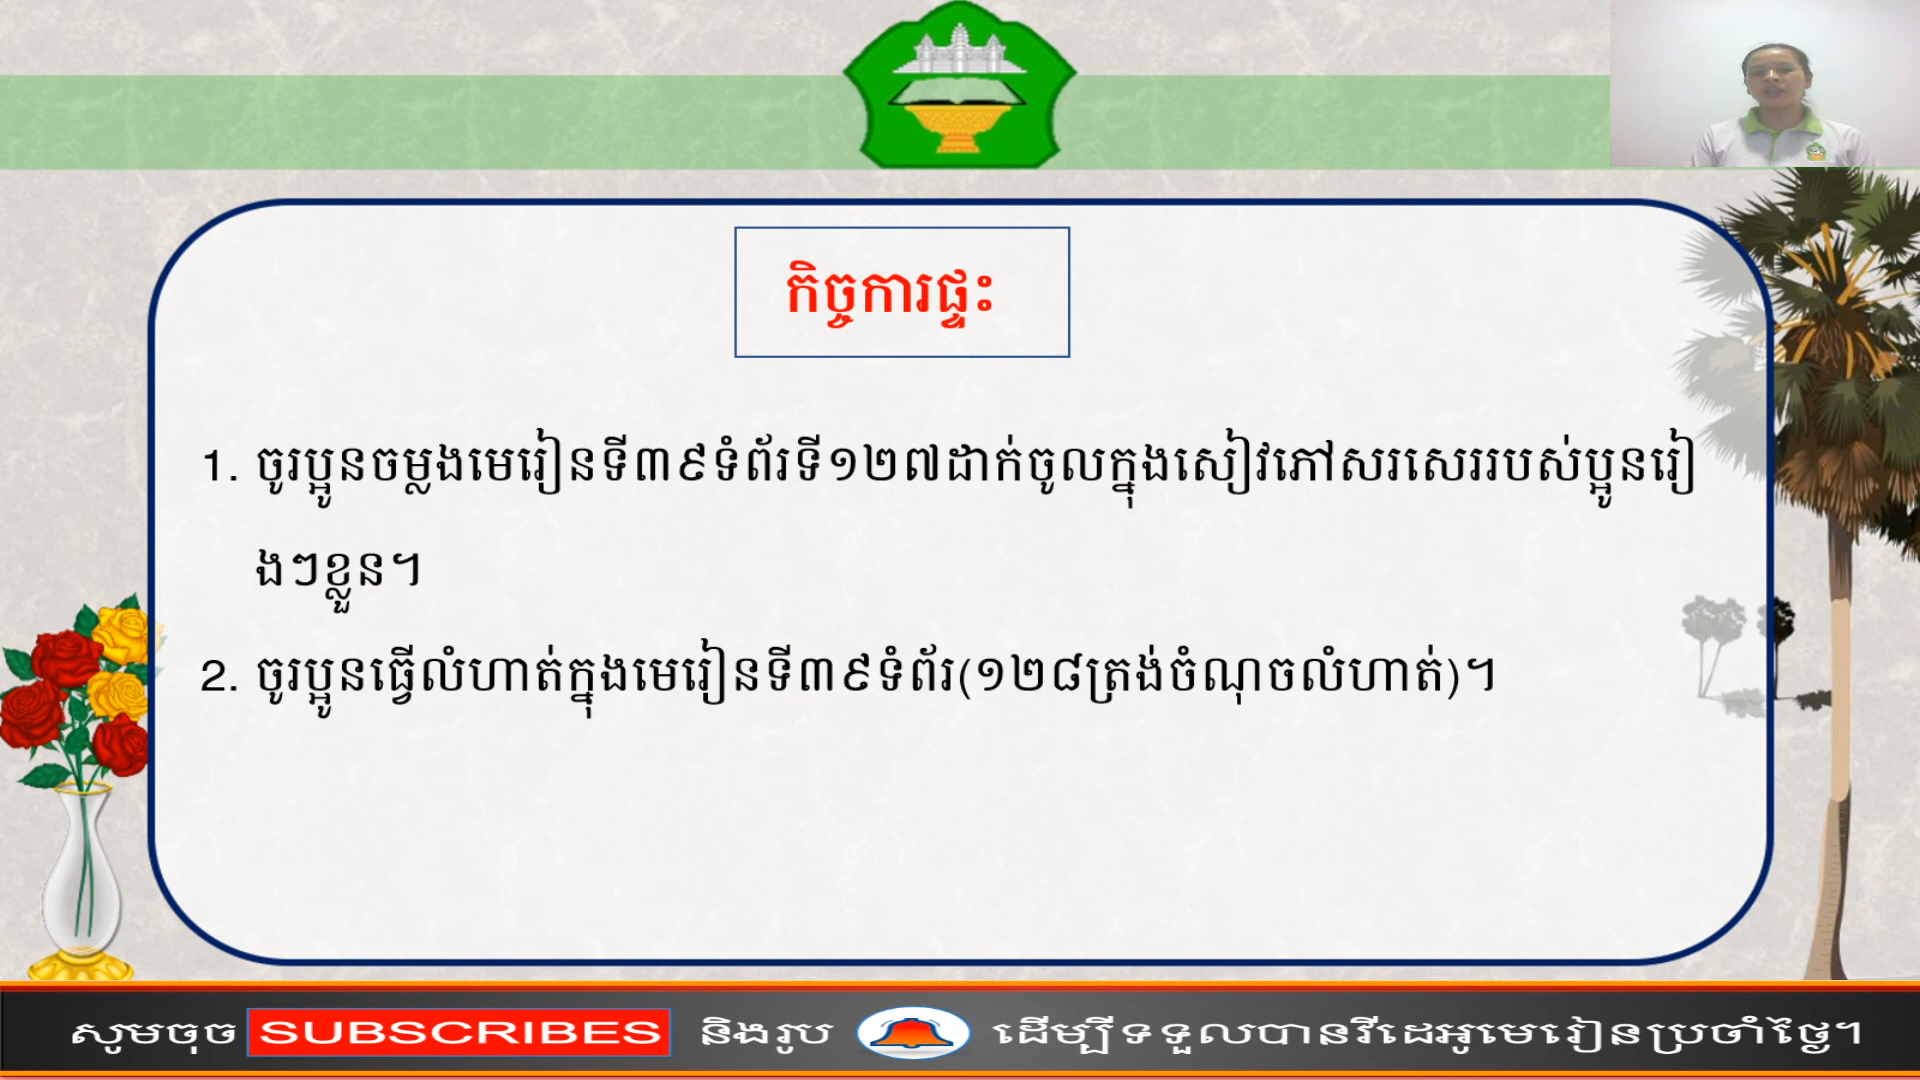 កិច្ចការផ្ទះ
1. ចូរប្អូនចម្លងមេរៀនទី៣៩ទំព័រទី១២៧ដាក់ចូលក្នុងសៀវភៅសរសេររបស់ប្អូនរៀ
ងៗខ្លួន។
2. ចូរប្អូនធ្វើលំហាត់ក្នុងមេរៀនទី៣៩ទំព័រ(១២៨ត្រង់ចំណុចលំហាត់)។
សូមចុច SUBSCRIBES និងរូប ដើម្បីទទួលបានវីដេអូមេរៀនប្រចាំថ្ងៃ។